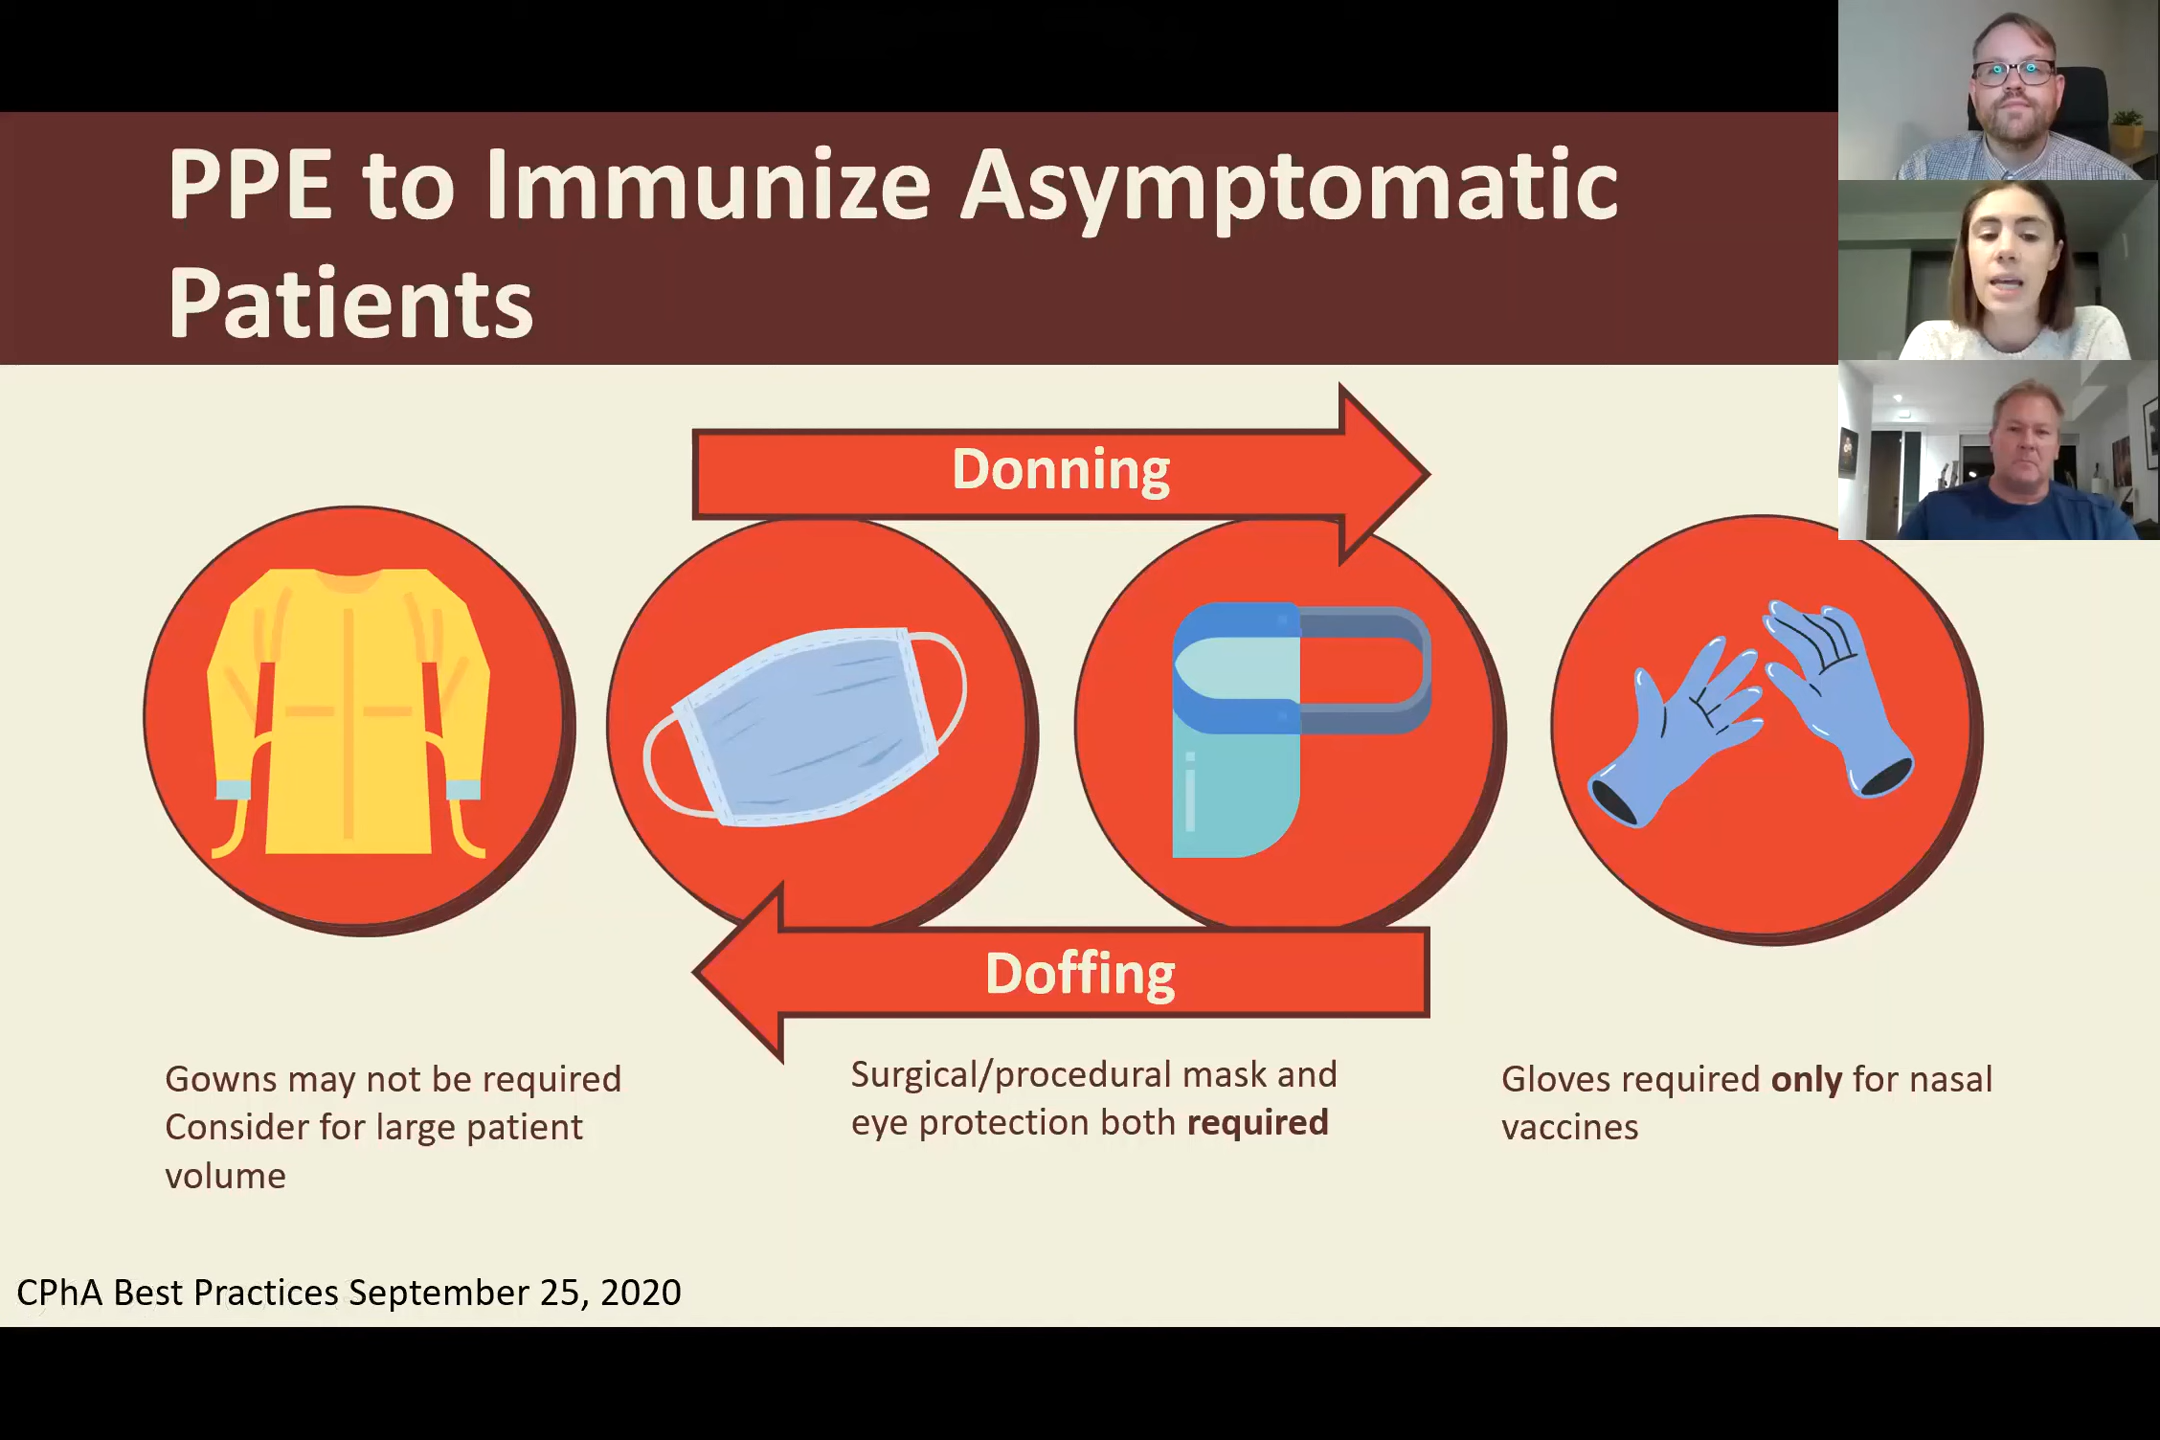 PPE to Immunize Asymptomatic
Patients
Donning
Doffing
Gowns may not be required
Consider for large patient
volume
Surgical/procedural mask and
eye protection both required
Gloves required only for nasal
vaccines
CPhA Best Practices September 25, 2020